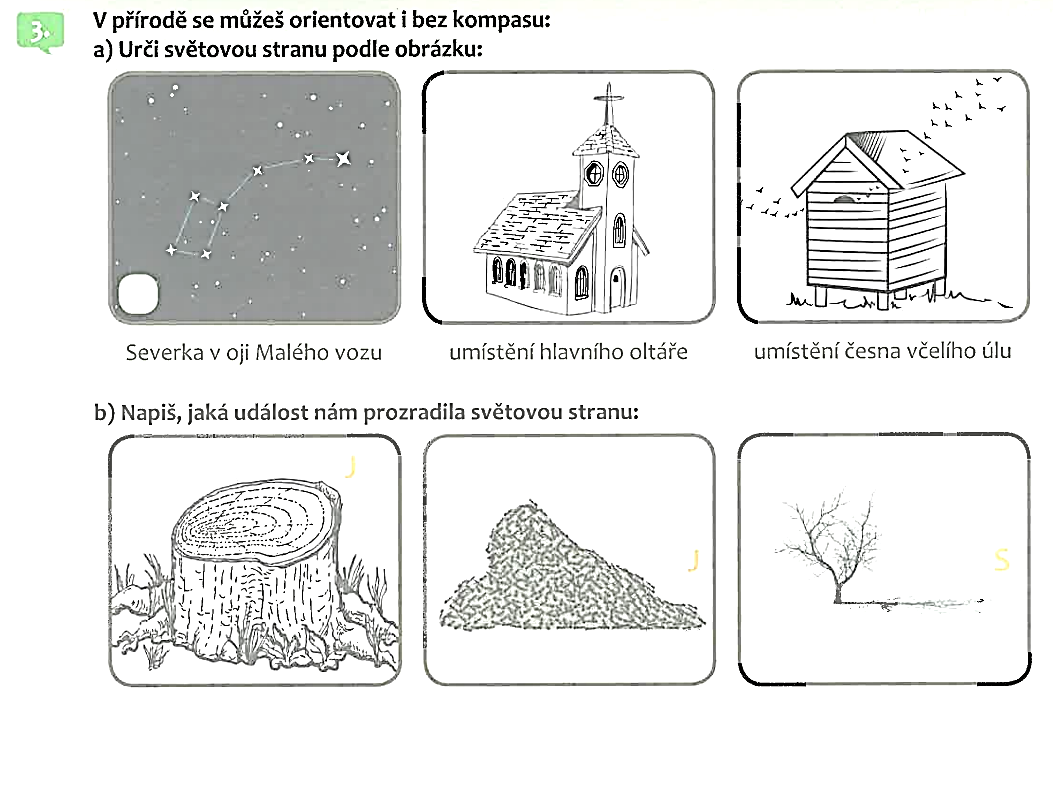 3.
V přírodě se můžeš orientovat i bez kompasu:
a) Urči světovou stranu podle obrázku:
Severka v oji Malého vozu
umístění hlavního oltáře
umístění česna včelího úlu
b) Napiš, jaká událost nám prozradila světovou stranu:
J
J
S